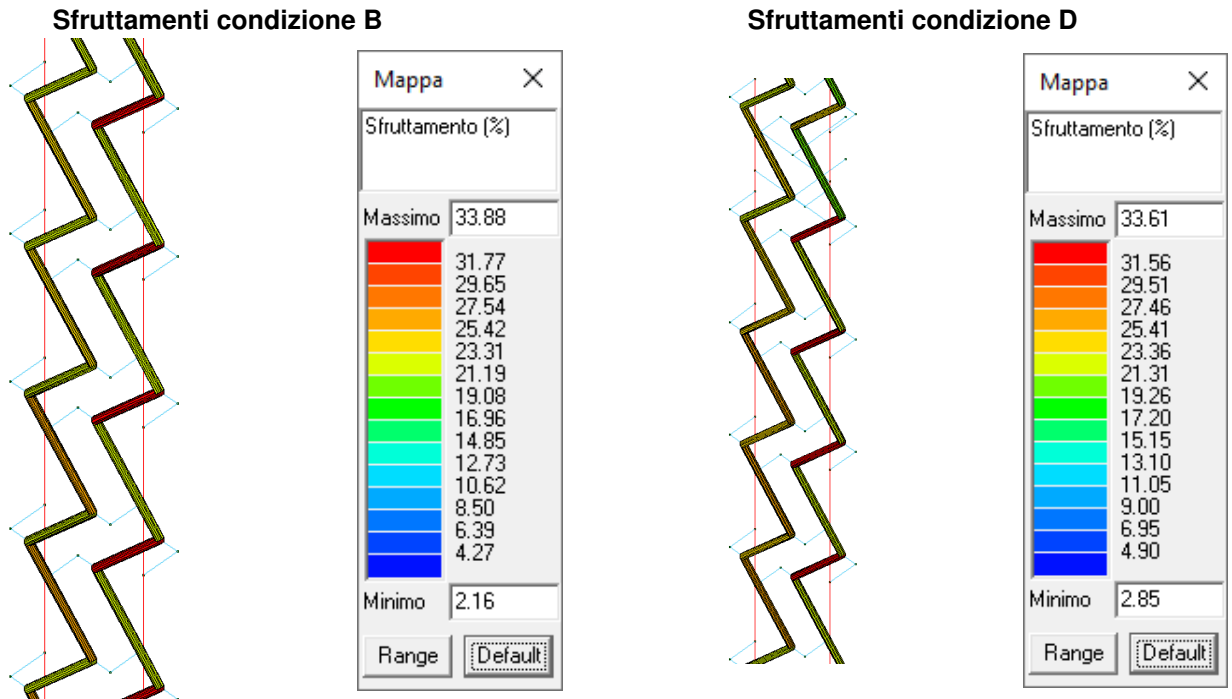 Sfruttamenti condizione B
Mappa
Sfruttamento (%)
Massimo 33.88
31.77
29.65
27.54
25.42
23.31
21.19
19.08
16.96
14.85
12.73
10.62
8.50
6.39
4.27
Minimo 2.16
Range Default
Sfruttamenti condizione D
Mappa
Sfruttamento (%)
Massimo 33.61
31.56
29.51
27.46
25.41
23.36
21.31
19.26
17.20
15.15
13.10
11.05
9.00
6.95
4.90
Minimo 2.85
Range Default